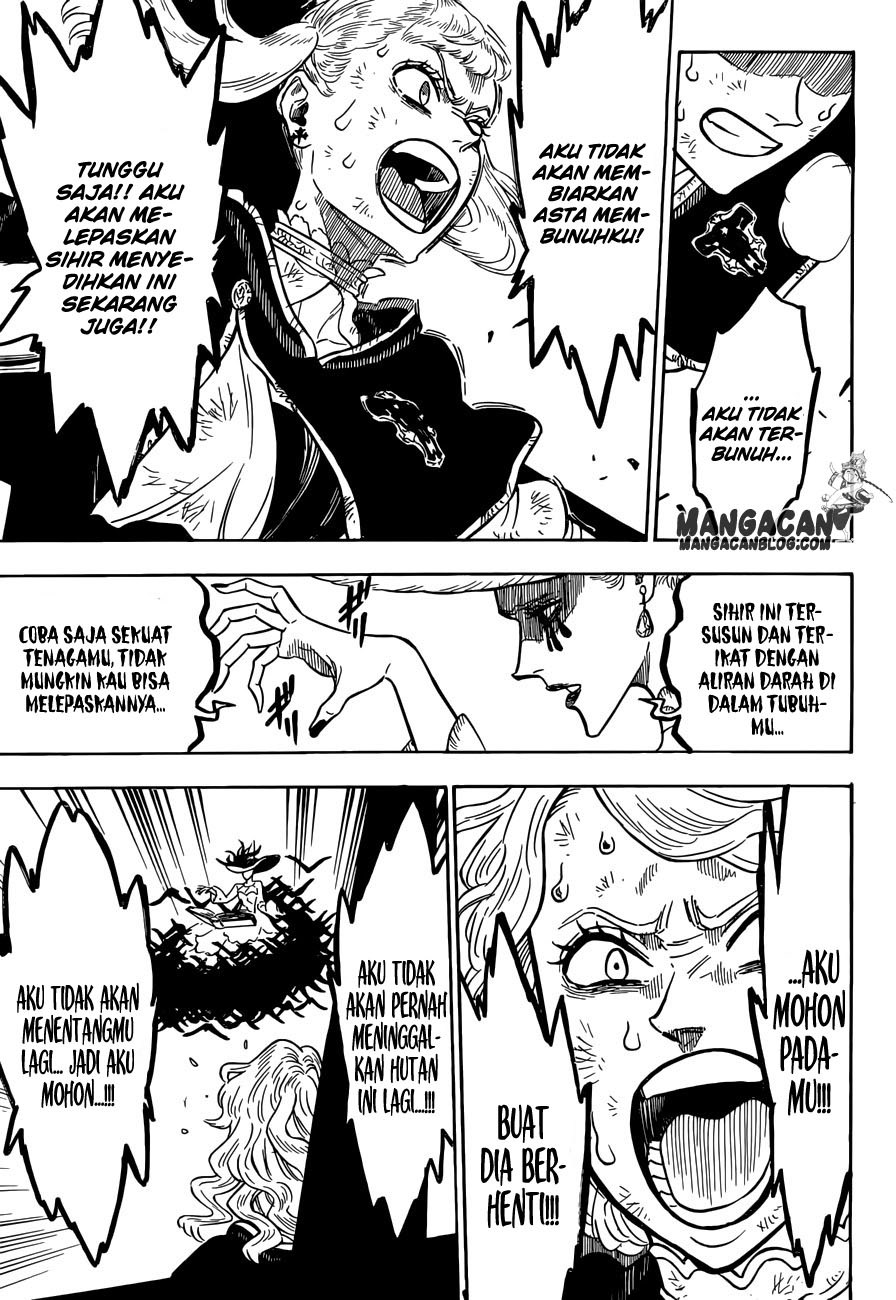 ...
AKU TIDAK
AKAN TER-
BUNUH...
AKU TIDAK
AKAN MEM-
BIARKAN
ASTA MEM-
BUNUHKU!
TUNGGU
SAJA!! AKU
AKAN ME-
LEPASKAN
SIHIR MENYE-
DIHKAN INI
SEKARANG
JUGA!!
MANGACAN
MANGACANBLOG.COM
SIHIR INI TER-
SUSUN DAN TER-
IKAT DENGAN
ALIRAN DARAH DI
DALAM TUBUH-
MU...
ギギ
ギギ
COBA SAJA SEKUAT
TENAGAMU, TIDAK
MUNGKIN KAU BISA
MELEPASKANNYA...
...AKU
MOHON
PADA-
MU!!!
BUAT
DIA BER-
HENTI!!!
AKU TIDAK
AKAN PERNAH
MENINGGAL-
KAN HUTAN
INI LAGI...!!!
AKU TIDAK AKAN
MENENTANGMU
LAGI... JADI AKU
MOHON...!!!